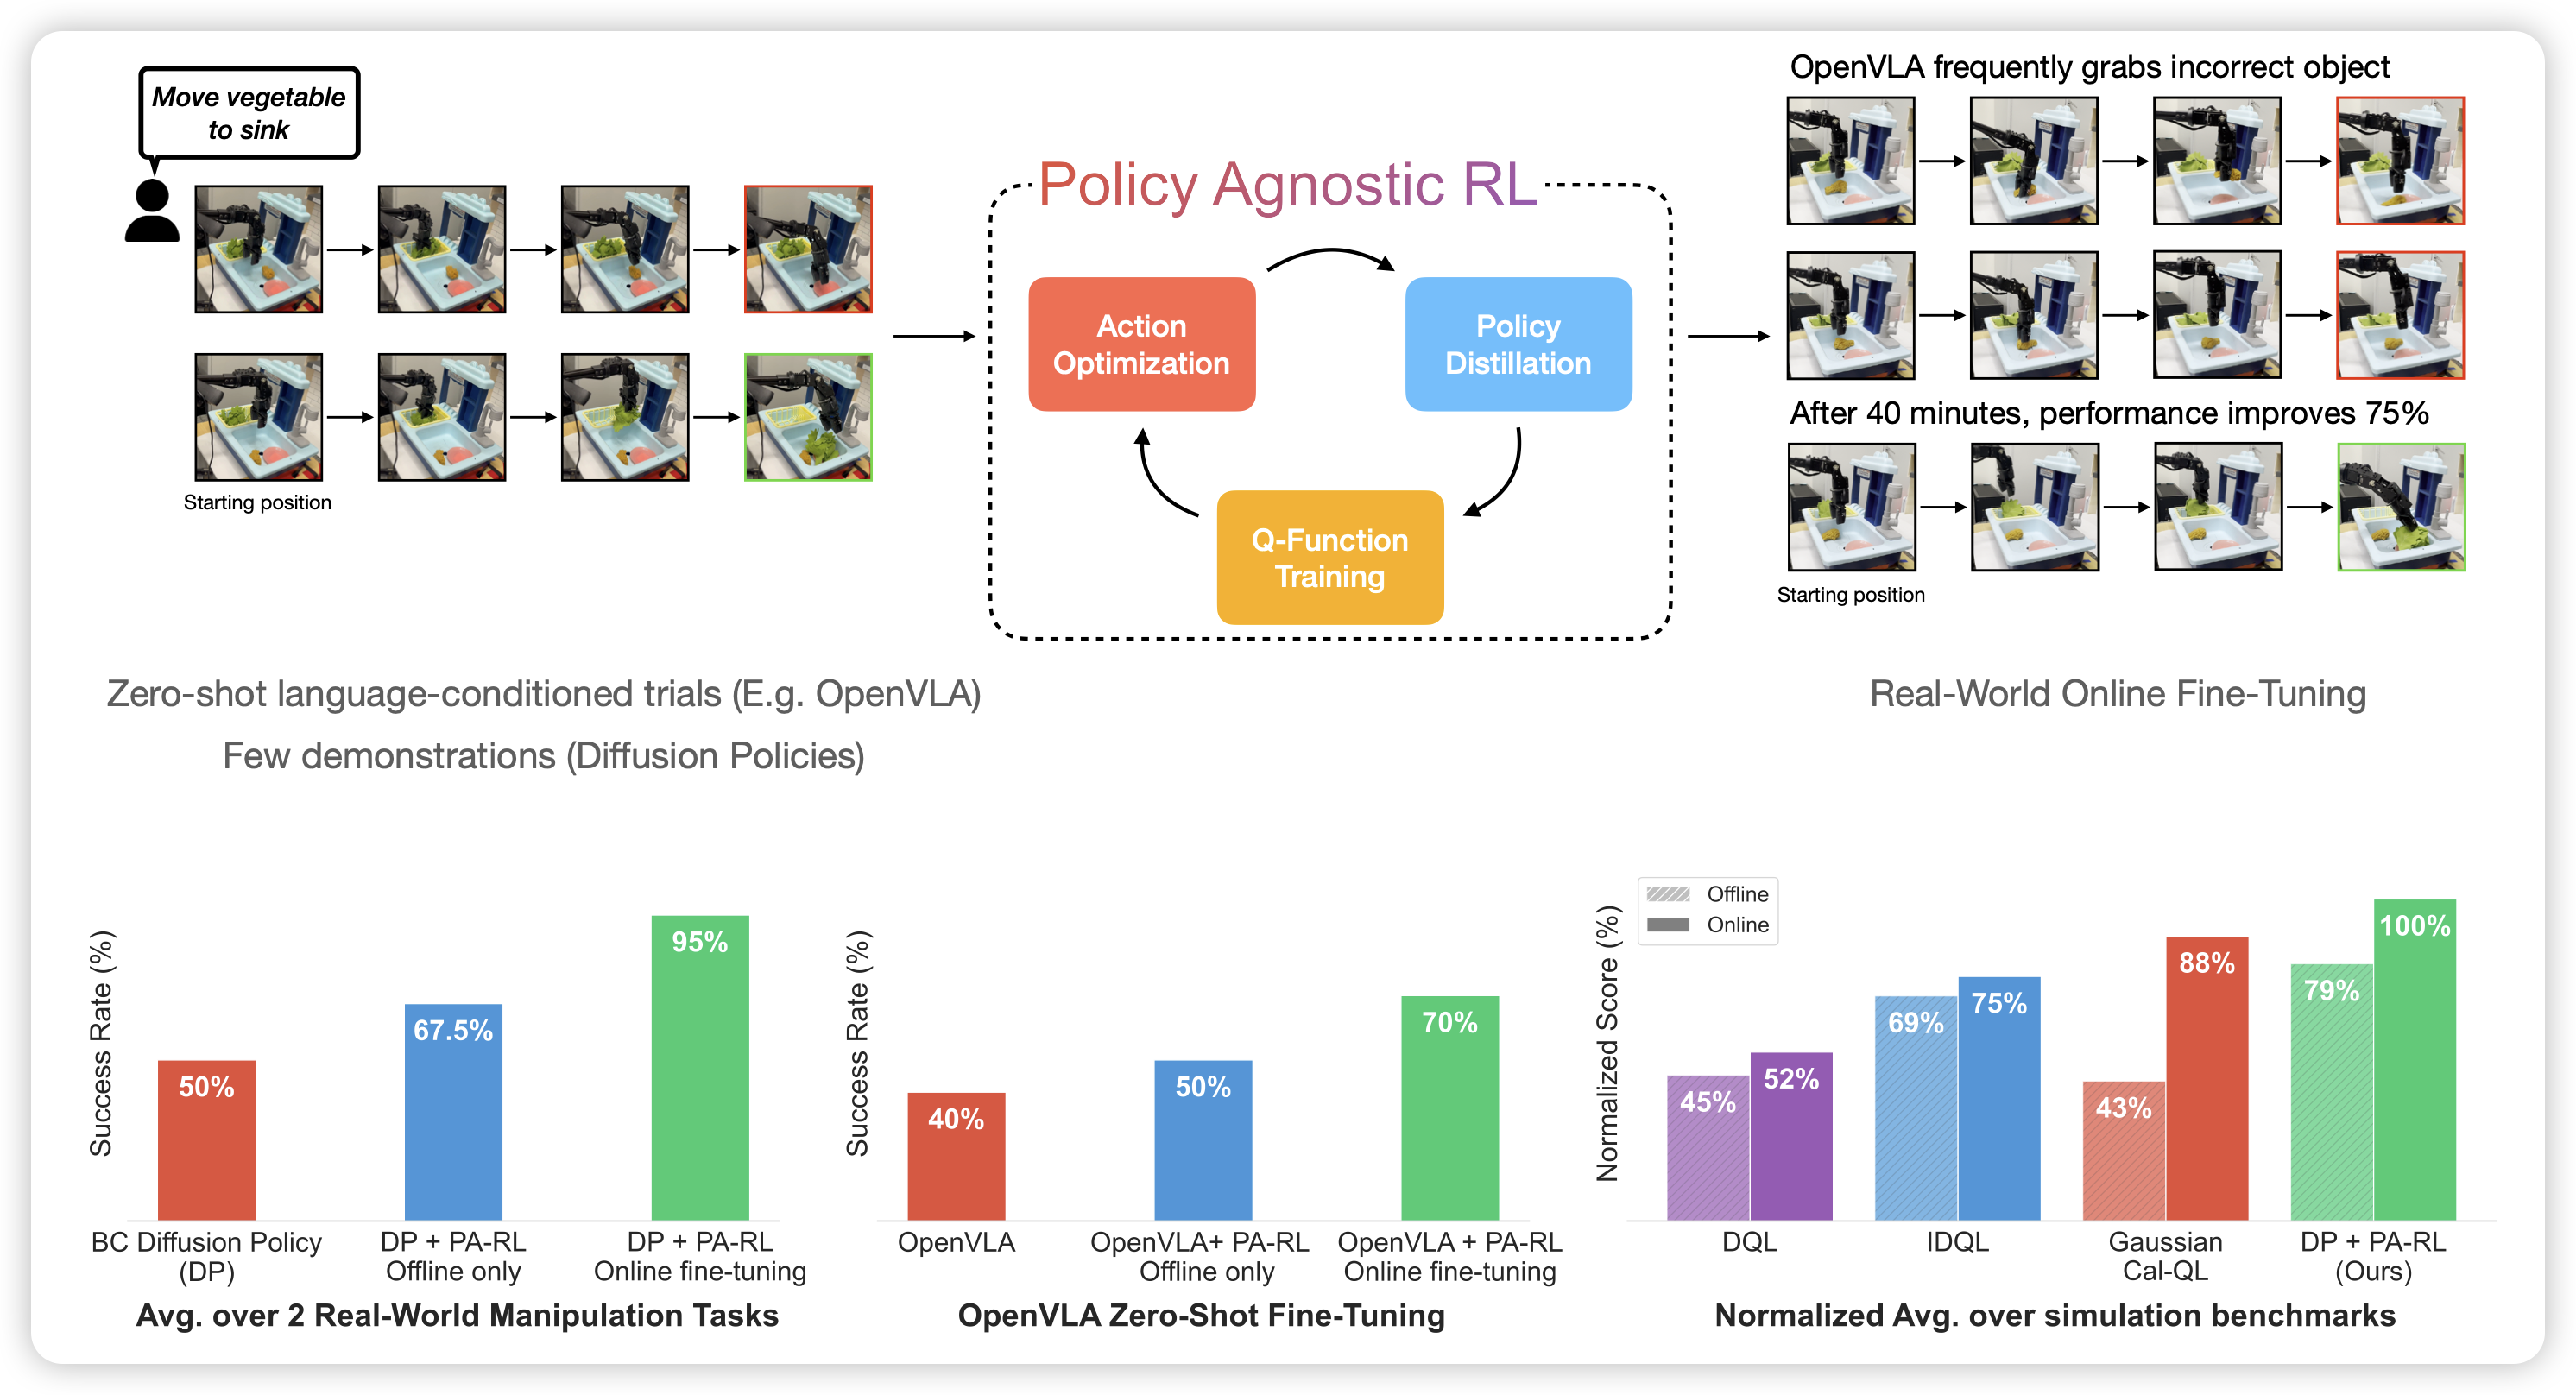 Move vegetable
to sink
Starting position
Zero-shot language-conditioned trials (E.g. OpenVLA)
Few demonstrations (Diffusion Policies)
Policy Agnostic RL
Action
Optimization
Policy
Distillation
Q-Function
Training
OpenVLA frequently grabs incorrect object
After 40 minutes, performance improves 75%
Starting position
Real-World Online Fine-Tuning
Success Rate (%)
50%
67.5%
95%
BC Diffusion Policy
(DP)
DP + PA-RL
Offline only
DP + PA-RL
Online fine-tuning
Avg. over 2 Real-World Manipulation Tasks
Success Rate (%)
40%
50%
70%
OpenVLA
OpenVLA+ PA-RL
Offline only
OpenVLA + PA-RL
Online fine-tuning
OpenVLA Zero-Shot Fine-Tuning
Normalized Score (%)
Offline
Online
45%
52%
69%
75%
43%
88%
79%
100%
DQL
IDQL
Gaussian
Cal-QL
DP + PA-RL
(Ours)
Normalized Avg. over simulation benchmarks